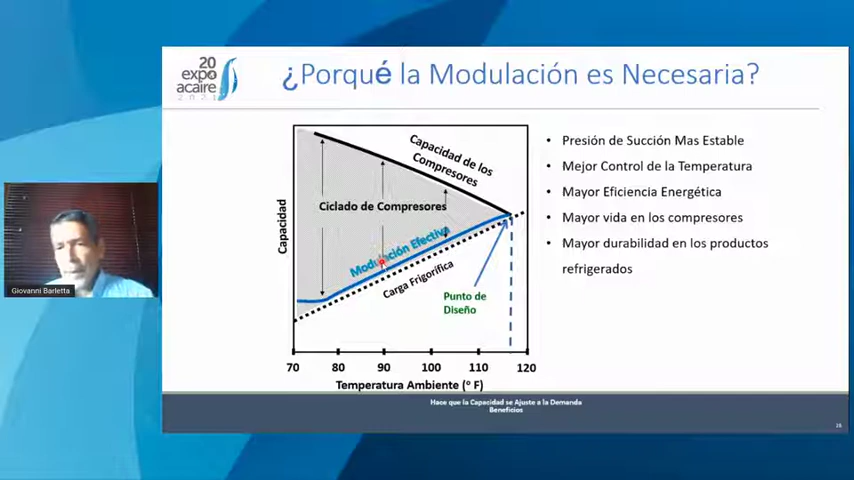 20
expo
acaire
2021
¿Porqué la Modulación es Necesaria?
Capacidad
Capacidad de los
Compresores
Ciclado de Compresores
Modulación Efectiva
Carga Frigorífica
Punto de
Diseño
70 80 90 100 110 120
Temperatura Ambiente (º F)
• Presión de Succión Mas Estable
• Mejor Control de la Temperatura
• Mayor Eficiencia Energética
• Mayor vida en los compresores
• Mayor durabilidad en los productos
refrigerados
Giovanni Barletta
Hace que la Capacidad se Ajuste a la Demanda
Beneficios